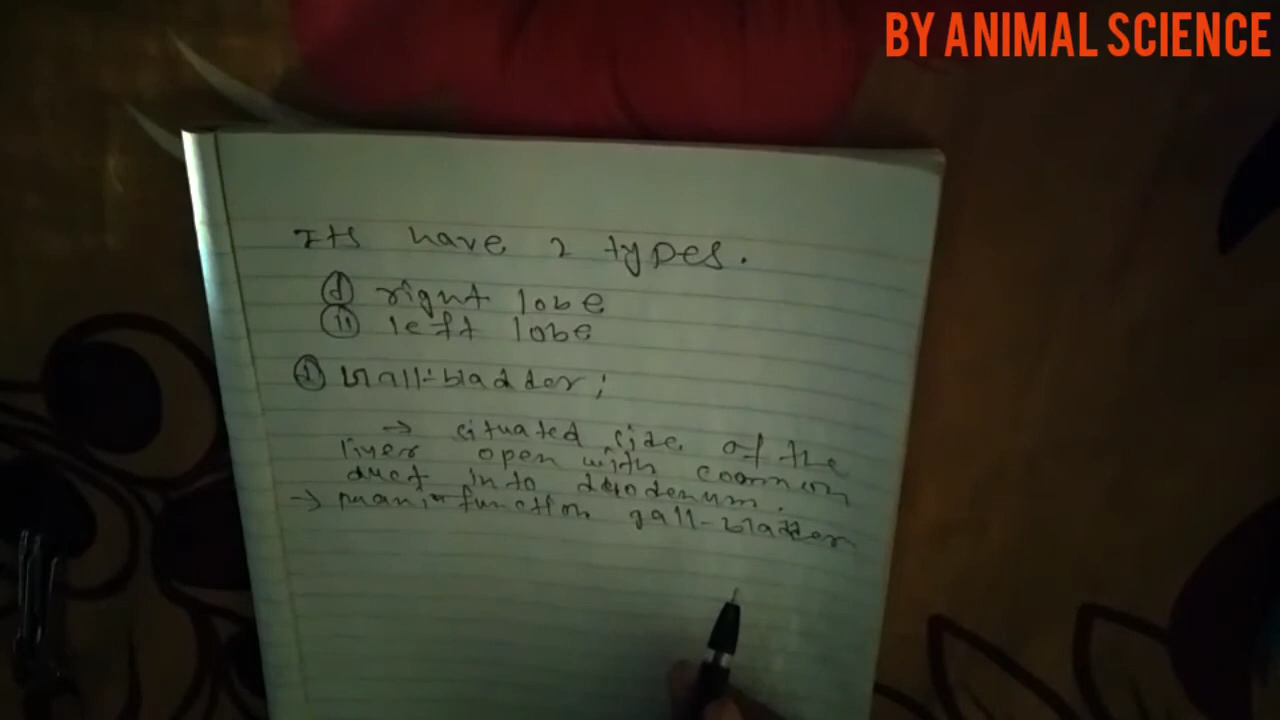 BY ANIMAL SCIENCE
Its have 2 types.
(i) right lobe
(ii) left lobe
gall-bladder;
→ situated side of the
liver open with common
duct into duodenum.
→ function gall-bladder